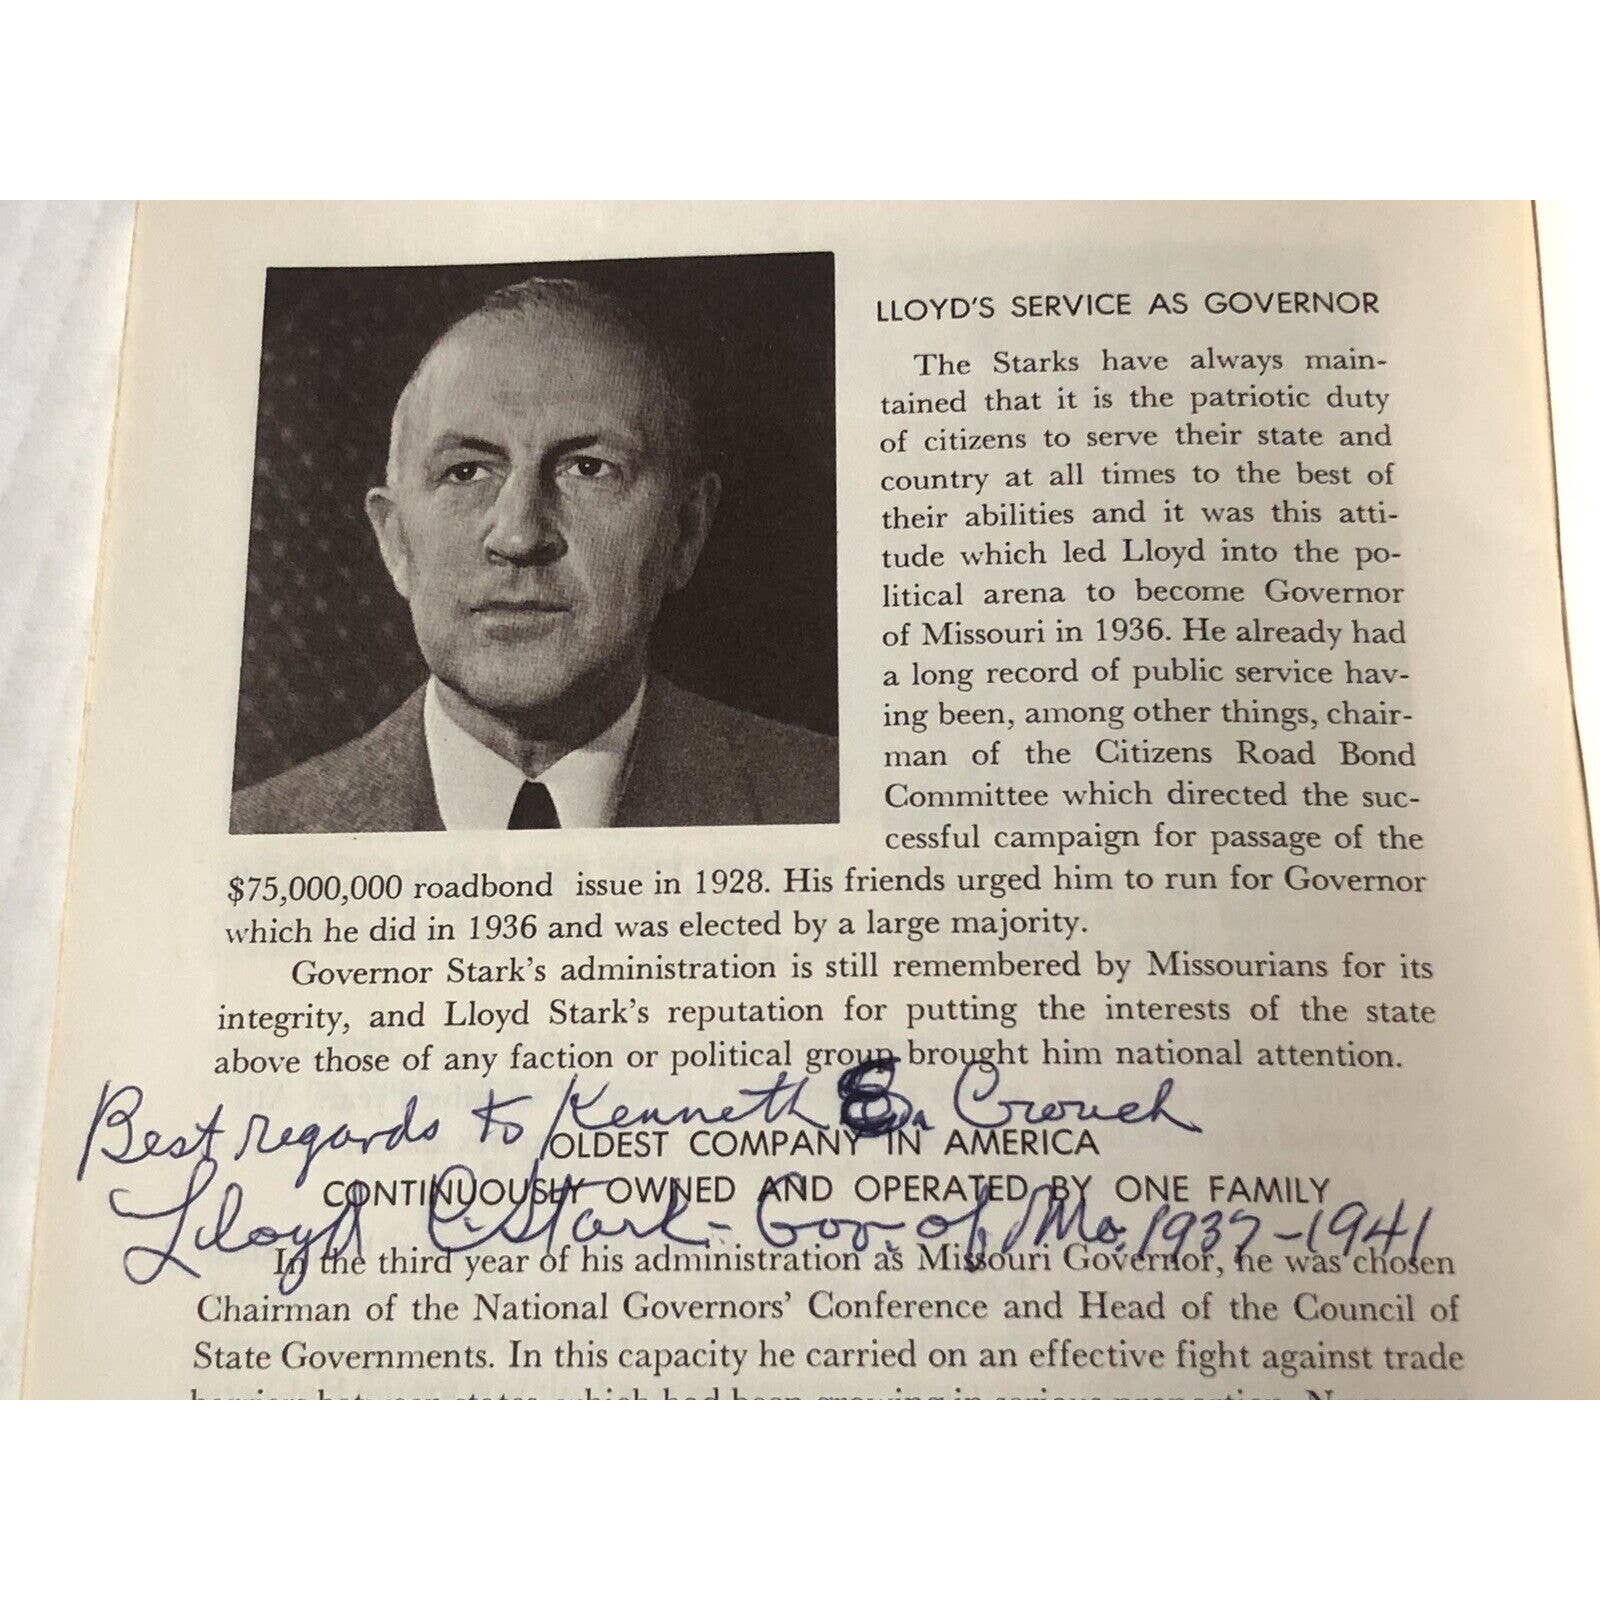 LLOYD'S SERVICE AS GOVERNOR
The Starks have always main-
tained that it is the patriotic duty
of citizens to serve their state and
country at all times to the best of
their abilities and it was this atti-
tude which led Lloyd into the po-
litical arena to become Governor
of Missouri in 1936. He already had
a long record of public service hav-
ing been, among other things, chair-
man of the Citizens Road Bond
Committee which directed the suc-
cessful campaign for passage of the
$75,000,000 roadbond issue in 1928. His friends urged him to run for Governor
which he did in 1936 and was elected by a large majority.
Governor Stark's administration is still remembered by Missourians for its
integrity, and Lloyd Stark's reputation for putting the interests of the state
above those of any faction or political group brought him national attention.
Best regards to Kenneth E. Crouch
OLDEST COMPANY IN AMERICA
CONTINUOUSLY OWNED AND OPERATED BY ONE FAMILY
Lloyd C. Stark - Gov. of Mo. 1937-1941
In the third year of his administration as Missouri Governor, he was chosen
Chairman of the National Governors' Conference and Head of the Council of
State Governments. In this capacity he carried on an effective fight against trade
barriers between states, which had been growing in serious proportion.